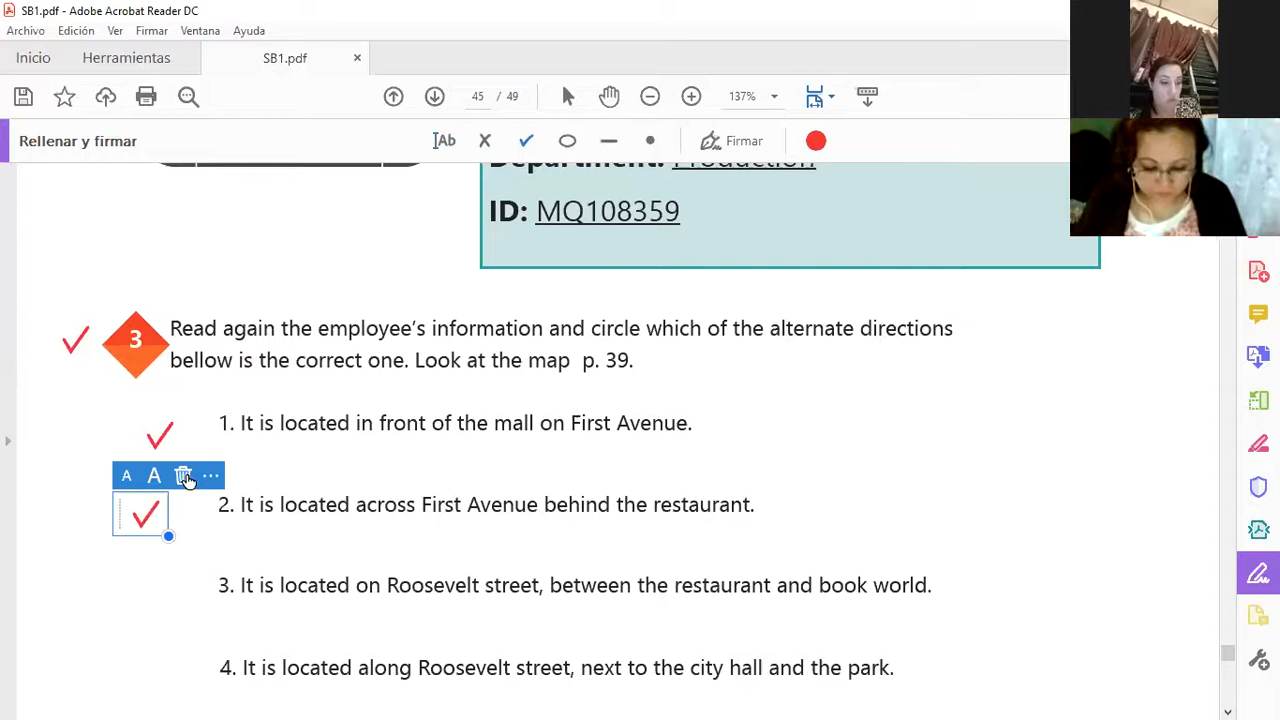 SB1.pdf - Adobe Acrobat Reader DC
Archivo Edición Ver Firmar Ventana Ayuda
Inicio Herramientas SB1.pdf ×
45 / 49 137%
Rellenar y firmar Ab Firmar
Department: Production
ID: MQ108359
3 Read again the employee's information and circle which of the alternate directions
bellow is the correct one. Look at the map p. 39.
1. It is located in front of the mall on First Avenue.
A A ...
2. It is located across First Avenue behind the restaurant.
3. It is located on Roosevelt street, between the restaurant and book world.
4. It is located along Roosevelt street, next to the city hall and the park.